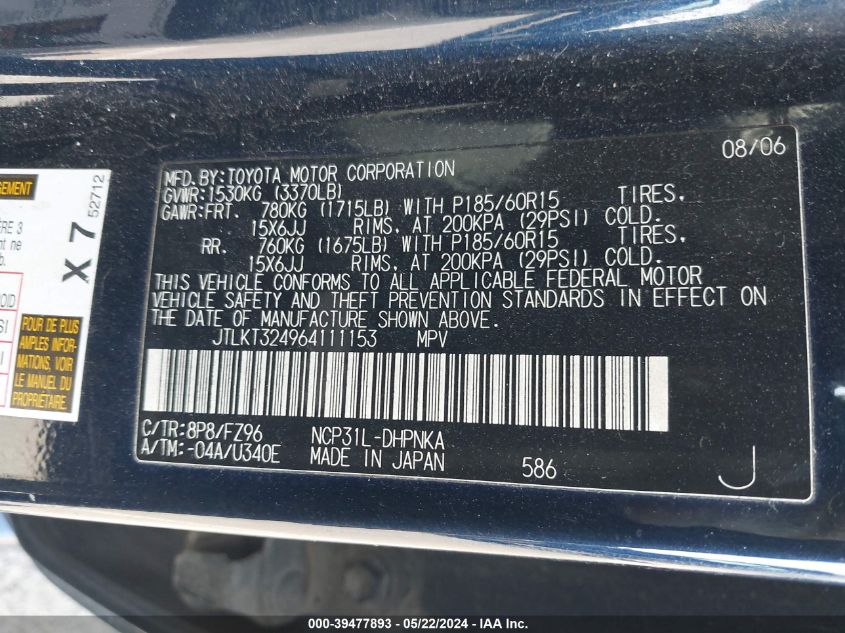 08/06
MFD. BY: TOYOTA MOTOR CORPORATION
GVWR: 1530KG (3370LB)
GAWR: FRT. 780KG (1715LB) WITH P185/60R15 TIRES,
15X6JJ RIMS, AT 200KPA (29PSI) COLD.
RR. 760KG (1675LB) WITH P185/60R15 TIRES,
15X6JJ RIMS, AT 200KPA (29PSI) COLD.
THIS VEHICLE CONFORMS TO ALL APPLICABLE FEDERAL MOTOR
VEHICLE SAFETY AND THEFT PREVENTION STANDARDS IN EFFECT ON
THE DATE OF MANUFACTURE SHOWN ABOVE.
JTLKT324964111153 MPV
C/TR: 8P8/FZ96 NCP31L-DHPNKA
A/TM: -04A/U340E MADE IN JAPAN 586 J
X 7
52712
POUR DE PLUS
AMPLES INFOR-
MATIONS, VOIR
LE MANUEL DU
PROPRIÉTAIRE.
000-39477893 - 05/22/2024 - IAA Inc.